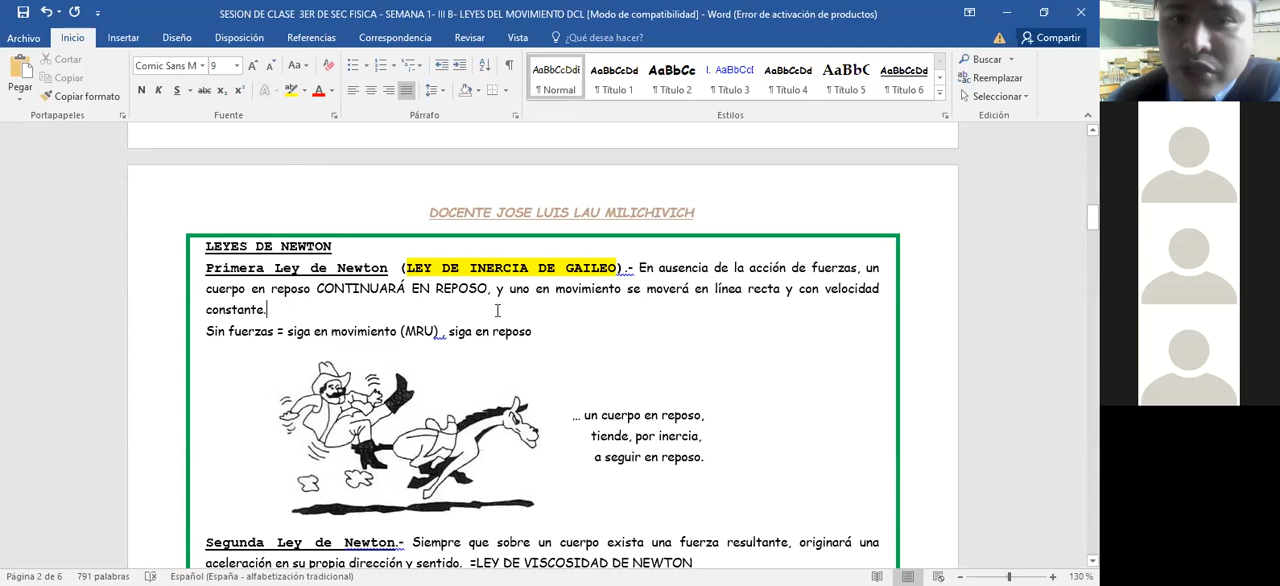 SESION DE CLASE 3ER DE SEC FISICA - SEMANA 1- III B- LEYES DEL MOVIMIENTO DCL [Modo de compatibilidad] - Word (Error de activación de productos)
Archivo Inicio Insertar Diseño Disposición Referencias Correspondencia Revisar Vista ¿Qué desea hacer? Compartir
Pegar
Cortar
Copiar
Copiar formato
Portapapeles
Comic Sans M 9
N K S abc x₂ x²
Fuente
Párrafo
AaBbCcDdE AaBbCcDd AaBbCc I. AaBbCcI AaBbCcDd AaBbC AaBbCcDd
¶ Normal ¶ Título 1 ¶ Título 2 ¶ Título 3 ¶ Título 4 ¶ Título 5 ¶ Título 6
Estilos
Buscar
Reemplazar
Seleccionar
Edición
DOCENTE JOSE LUIS LAU MILICHIVICH
LEYES DE NEWTON
Primera Ley de Newton (LEY DE INERCIA DE GAILEO).- En ausencia de la acción de fuerzas, un
cuerpo en reposo CONTINUARÁ EN REPOSO, y uno en movimiento se moverá en línea recta y con velocidad
constante.
Sin fuerzas = siga en movimiento (MRU) , siga en reposo
... un cuerpo en reposo,
tiende, por inercia,
a seguir en reposo.
Segunda Ley de Newton.- Siempre que sobre un cuerpo exista una fuerza resultante, originará una
aceleración en su propia dirección y sentido. =LEY DE VISCOSIDAD DE NEWTON
Página 2 de 6 791 palabras Español (España - alfabetización tradicional) 130 %